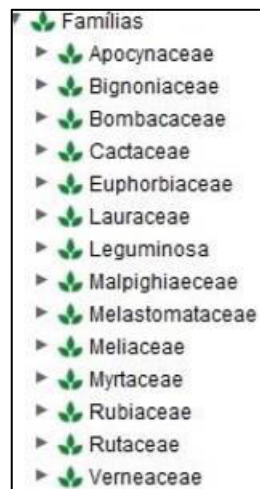 Famílias
Apocynaceae
Bignoniaceae
Bombacaceae
Cactaceae
Euphorbiaceae
Lauraceae
Leguminosa
Malpighiaeceae
Melastomataceae
Meliaceae
Myrtaceae
Rubiaceae
Rutaceae
Verneaceae